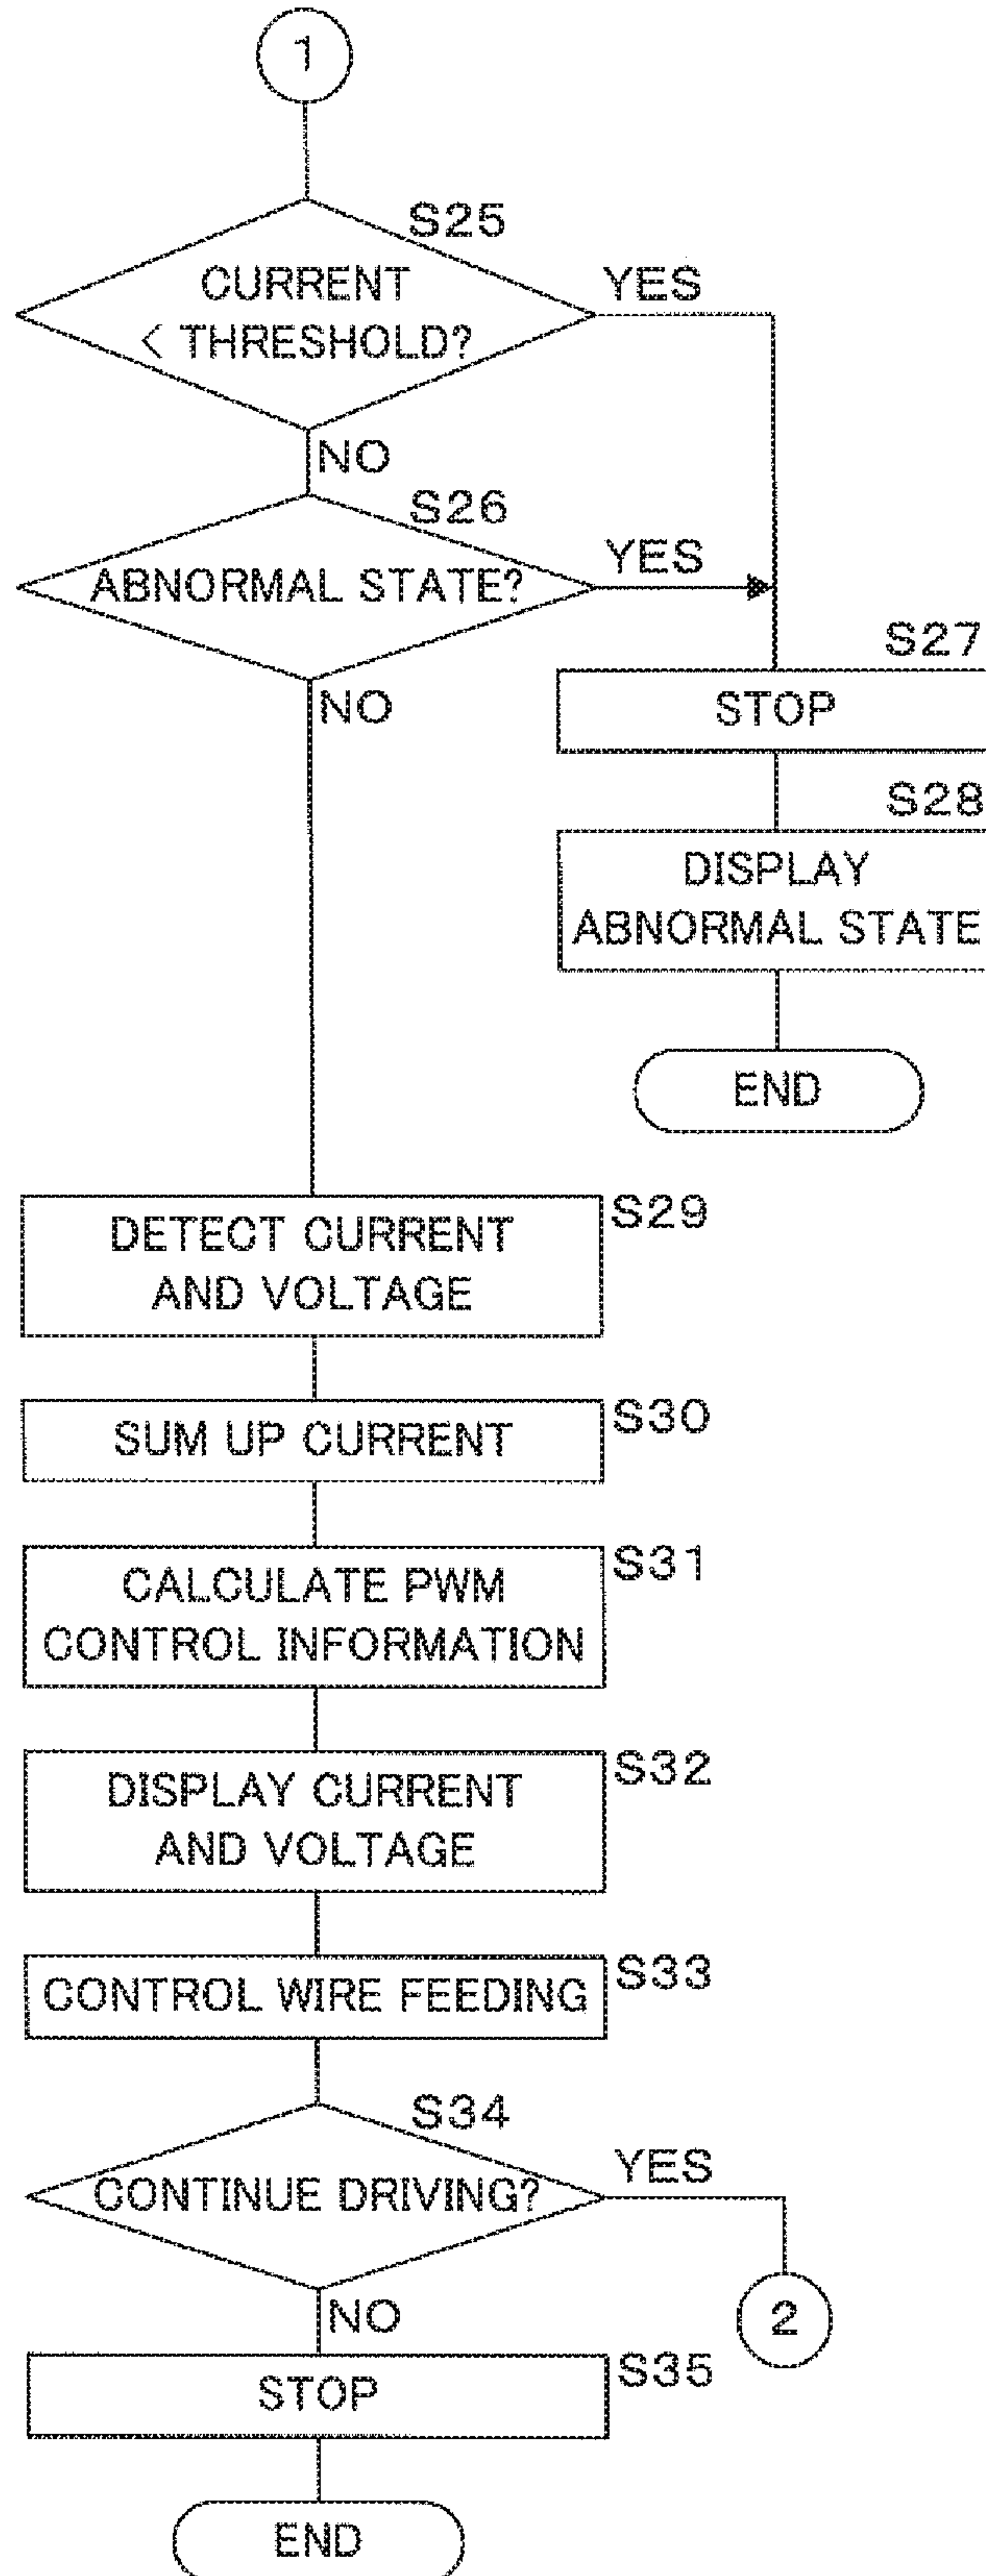 1
S25
CURRENT
< THRESHOLD?
YES
NO
S26
ABNORMAL STATE?
YES
NO
S27
STOP
S28
DISPLAY
ABNORMAL STATE
END
S29
DETECT CURRENT
AND VOLTAGE
S30
SUM UP CURRENT
S31
CALCULATE PWM
CONTROL INFORMATION
S32
DISPLAY CURRENT
AND VOLTAGE
S33
CONTROL WIRE FEEDING
S34
CONTINUE DRIVING?
YES
2
NO
S35
STOP
END